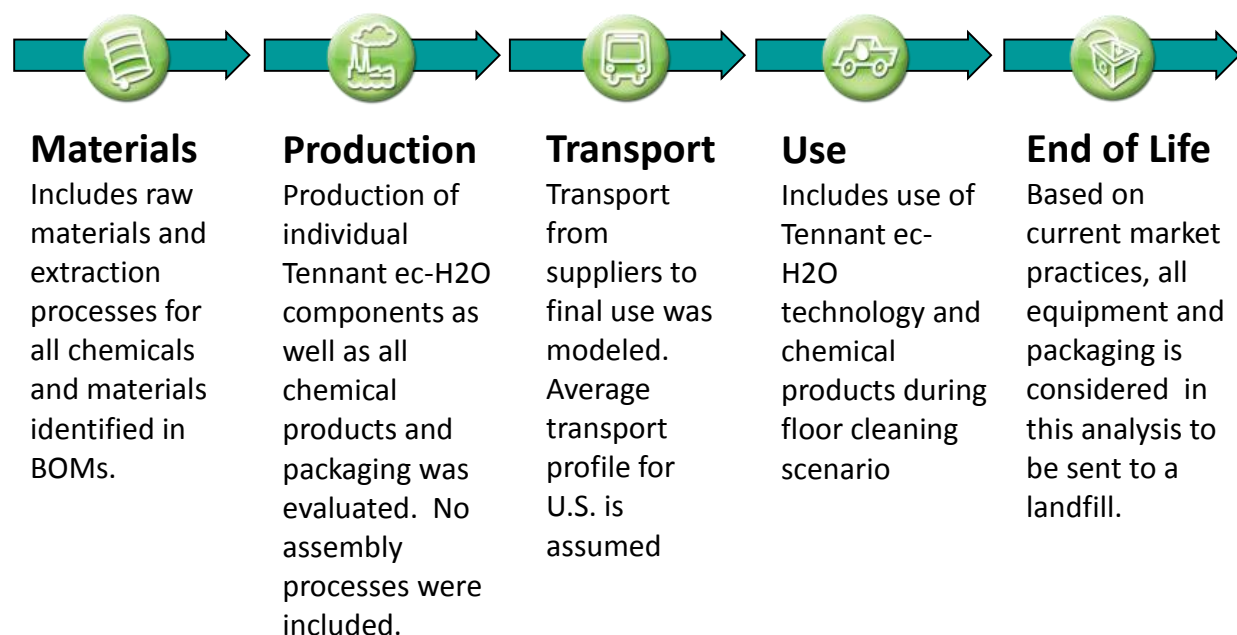 Materials
Includes raw
materials and
extraction
processes for
all chemicals
and materials
identified in
BOMs.
Production
Production of
individual
Tennant ec-H2O
components as
well as all
chemical
products and
packaging was
evaluated.  No
assembly
processes were
included.
Transport
Transport
from
suppliers to
final use was
modeled.
Average
transport
profile for
U.S. is
assumed
Use
Includes use of
Tennant ec-
H2O
technology and
chemical
products during
floor cleaning
scenario
End of Life
Based on
current market
practices, all
equipment and
packaging is
considered  in
this analysis to
be sent to a
landfill.